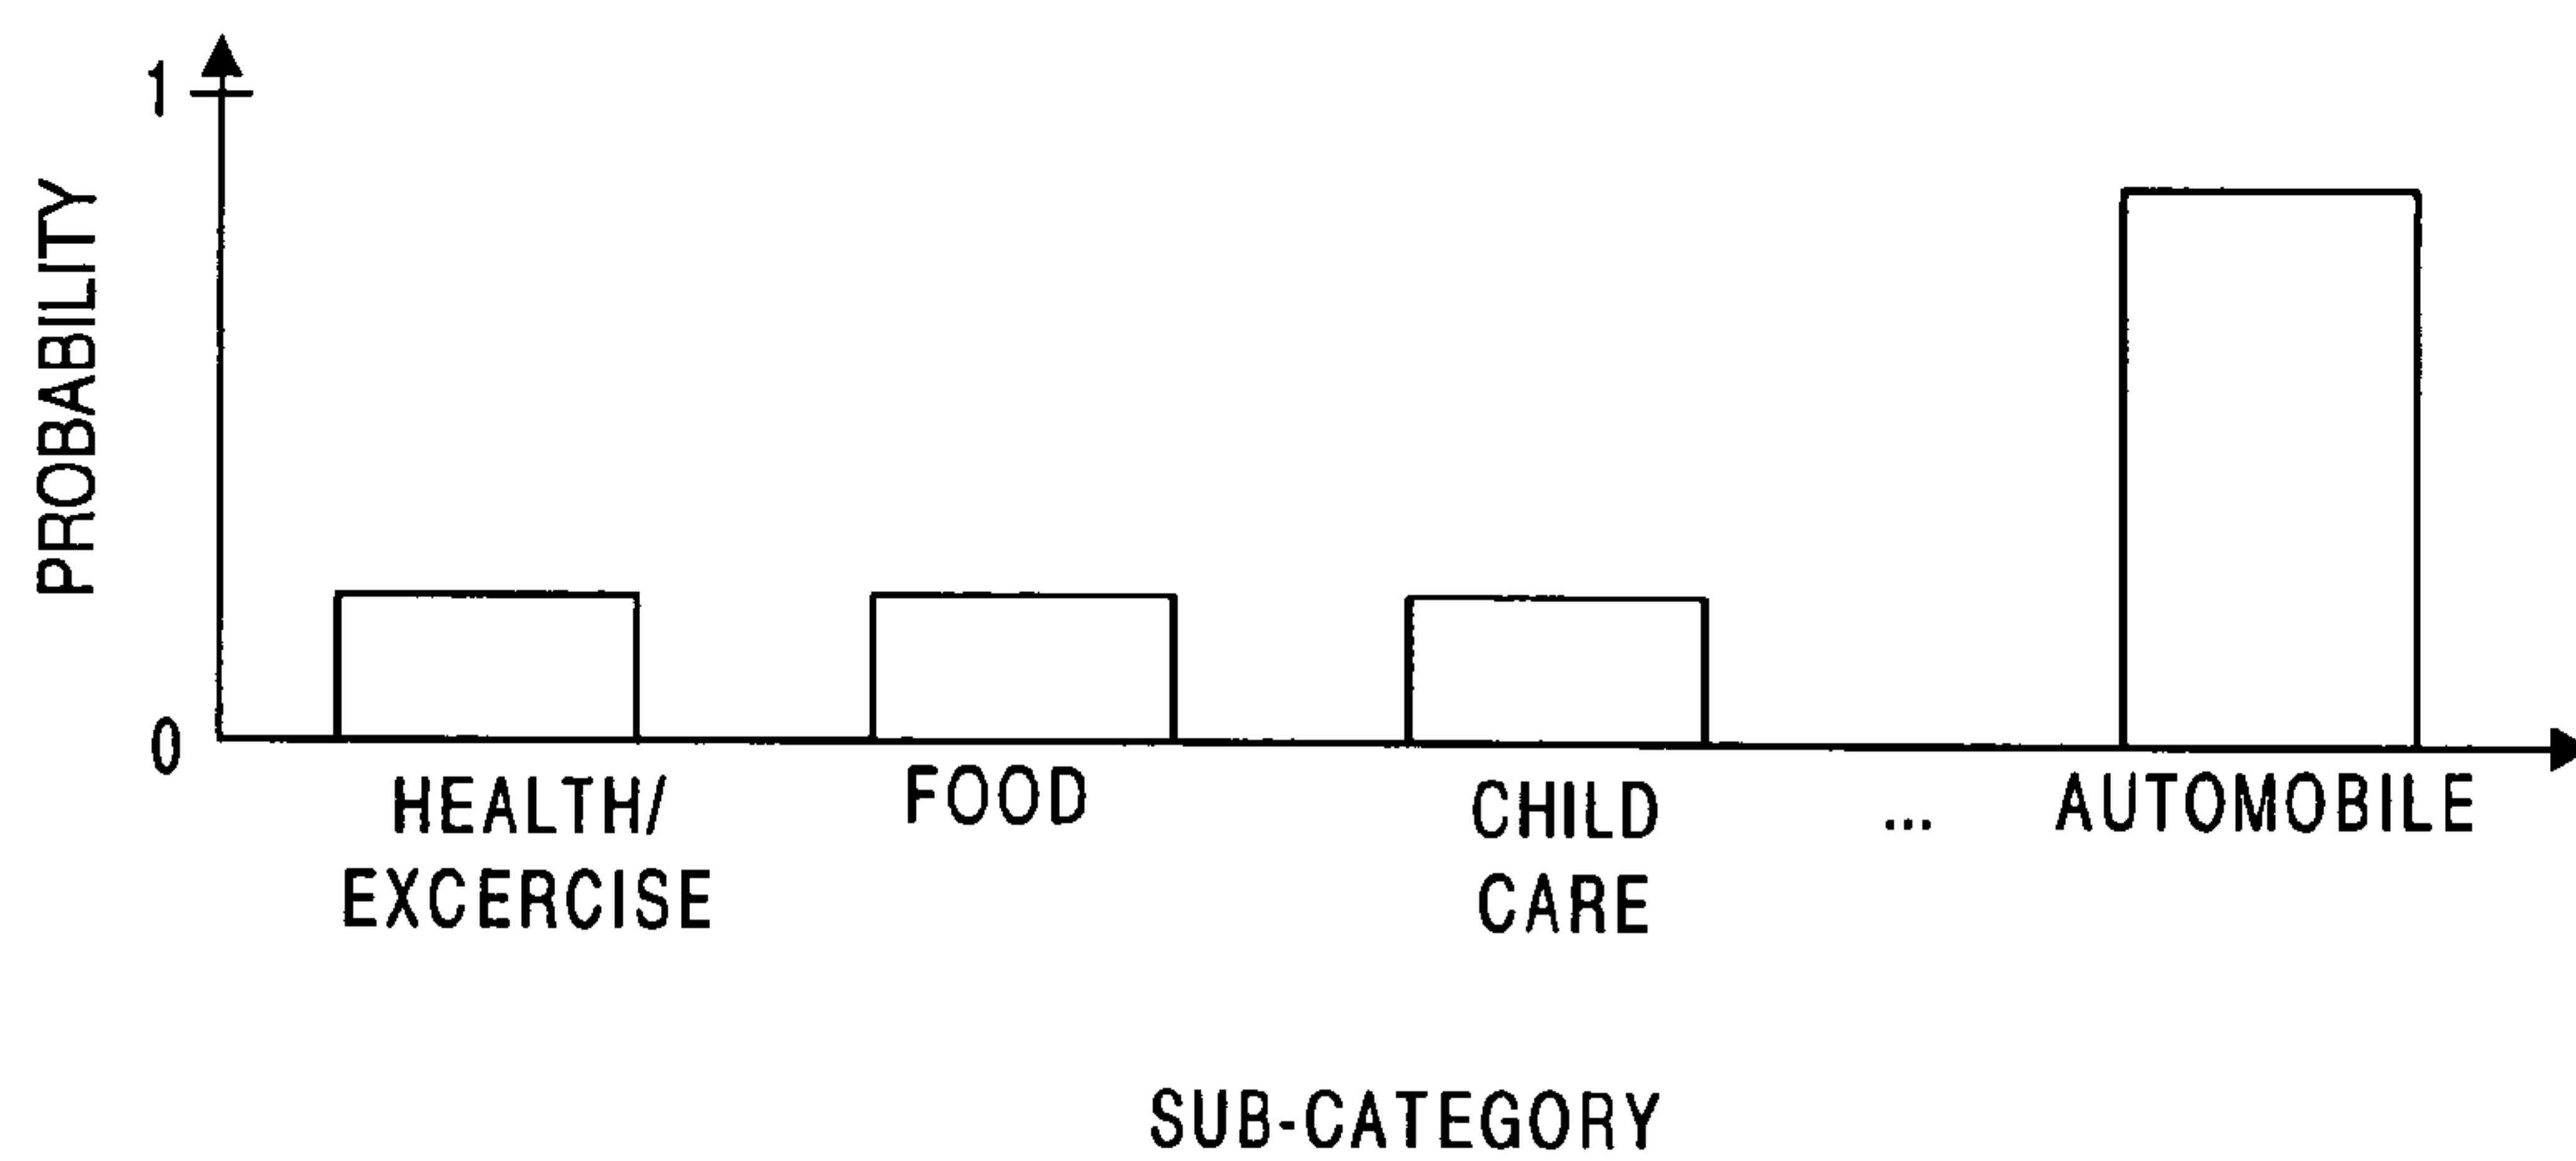 1
PROBABILITY
0
HEALTH/
EXCERCISE
FOOD
CHILD
CARE
...
AUTOMOBILE
SUB-CATEGORY